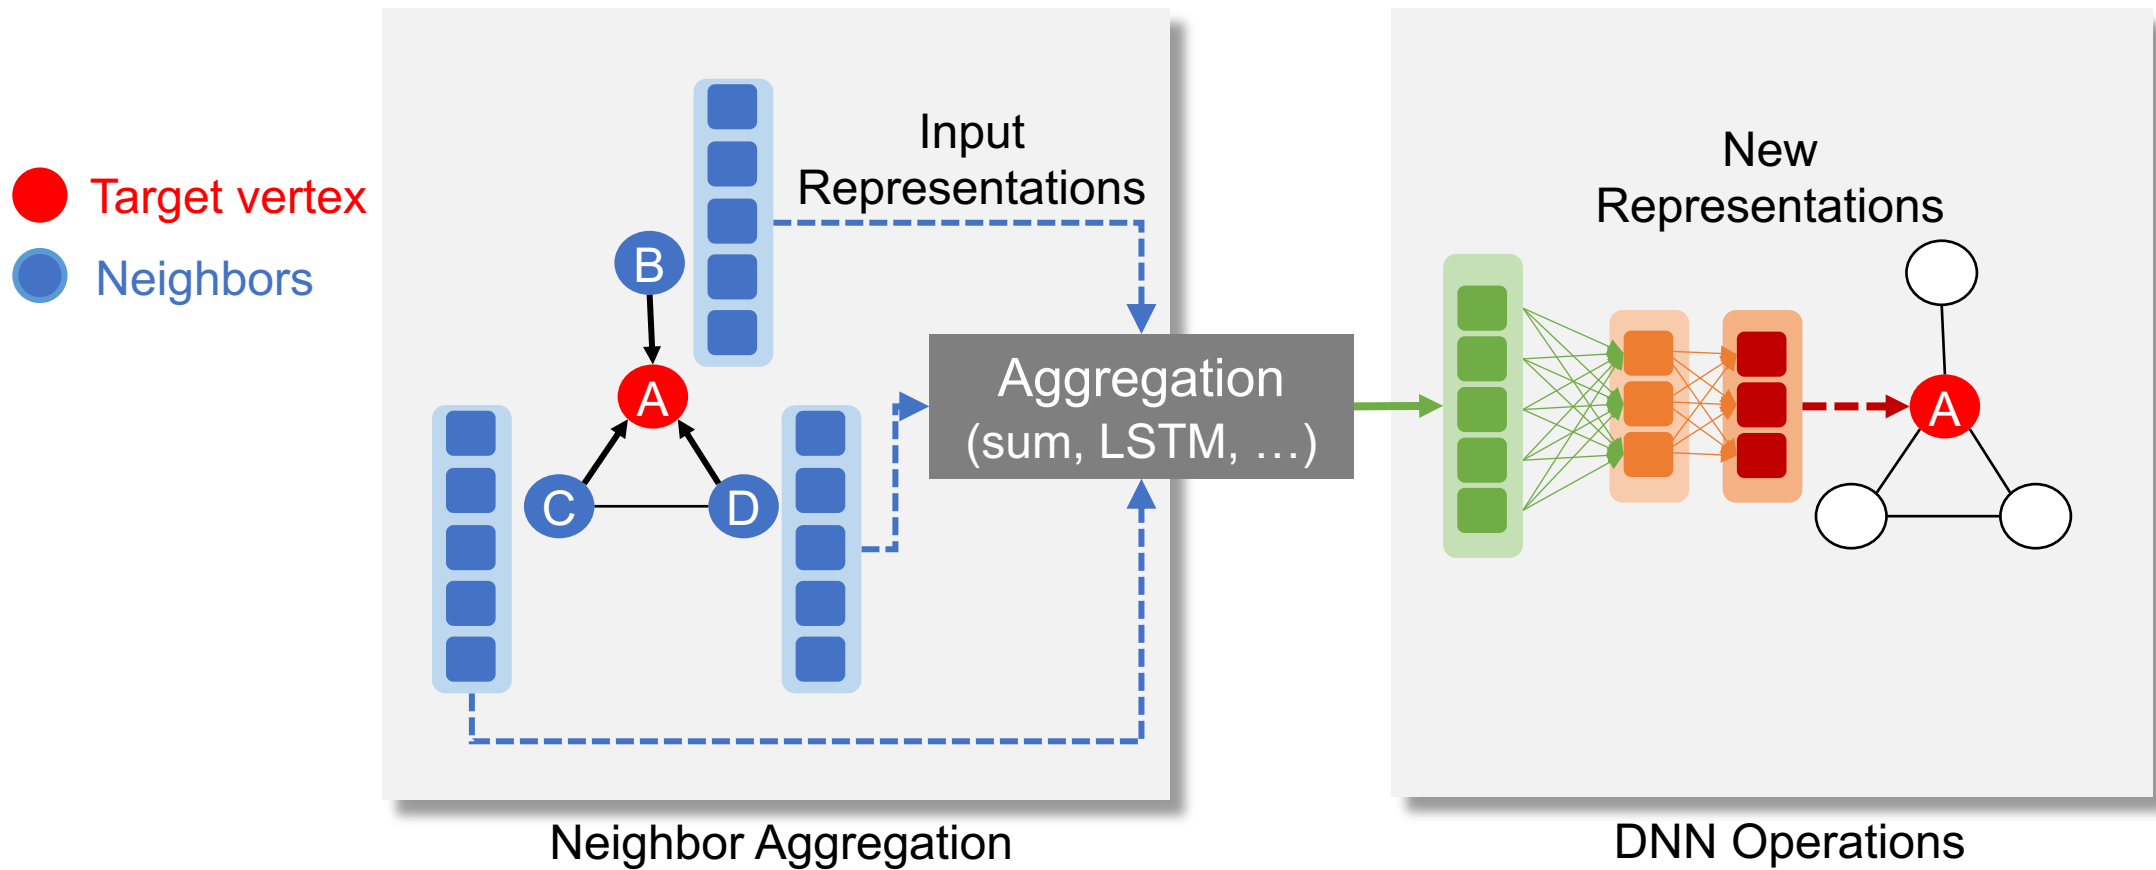 Target vertex
Neighbors
Input
Representations
B
A
C
D
Aggregation
(sum, LSTM, …)
Neighbor Aggregation
New
Representations
A
DNN Operations